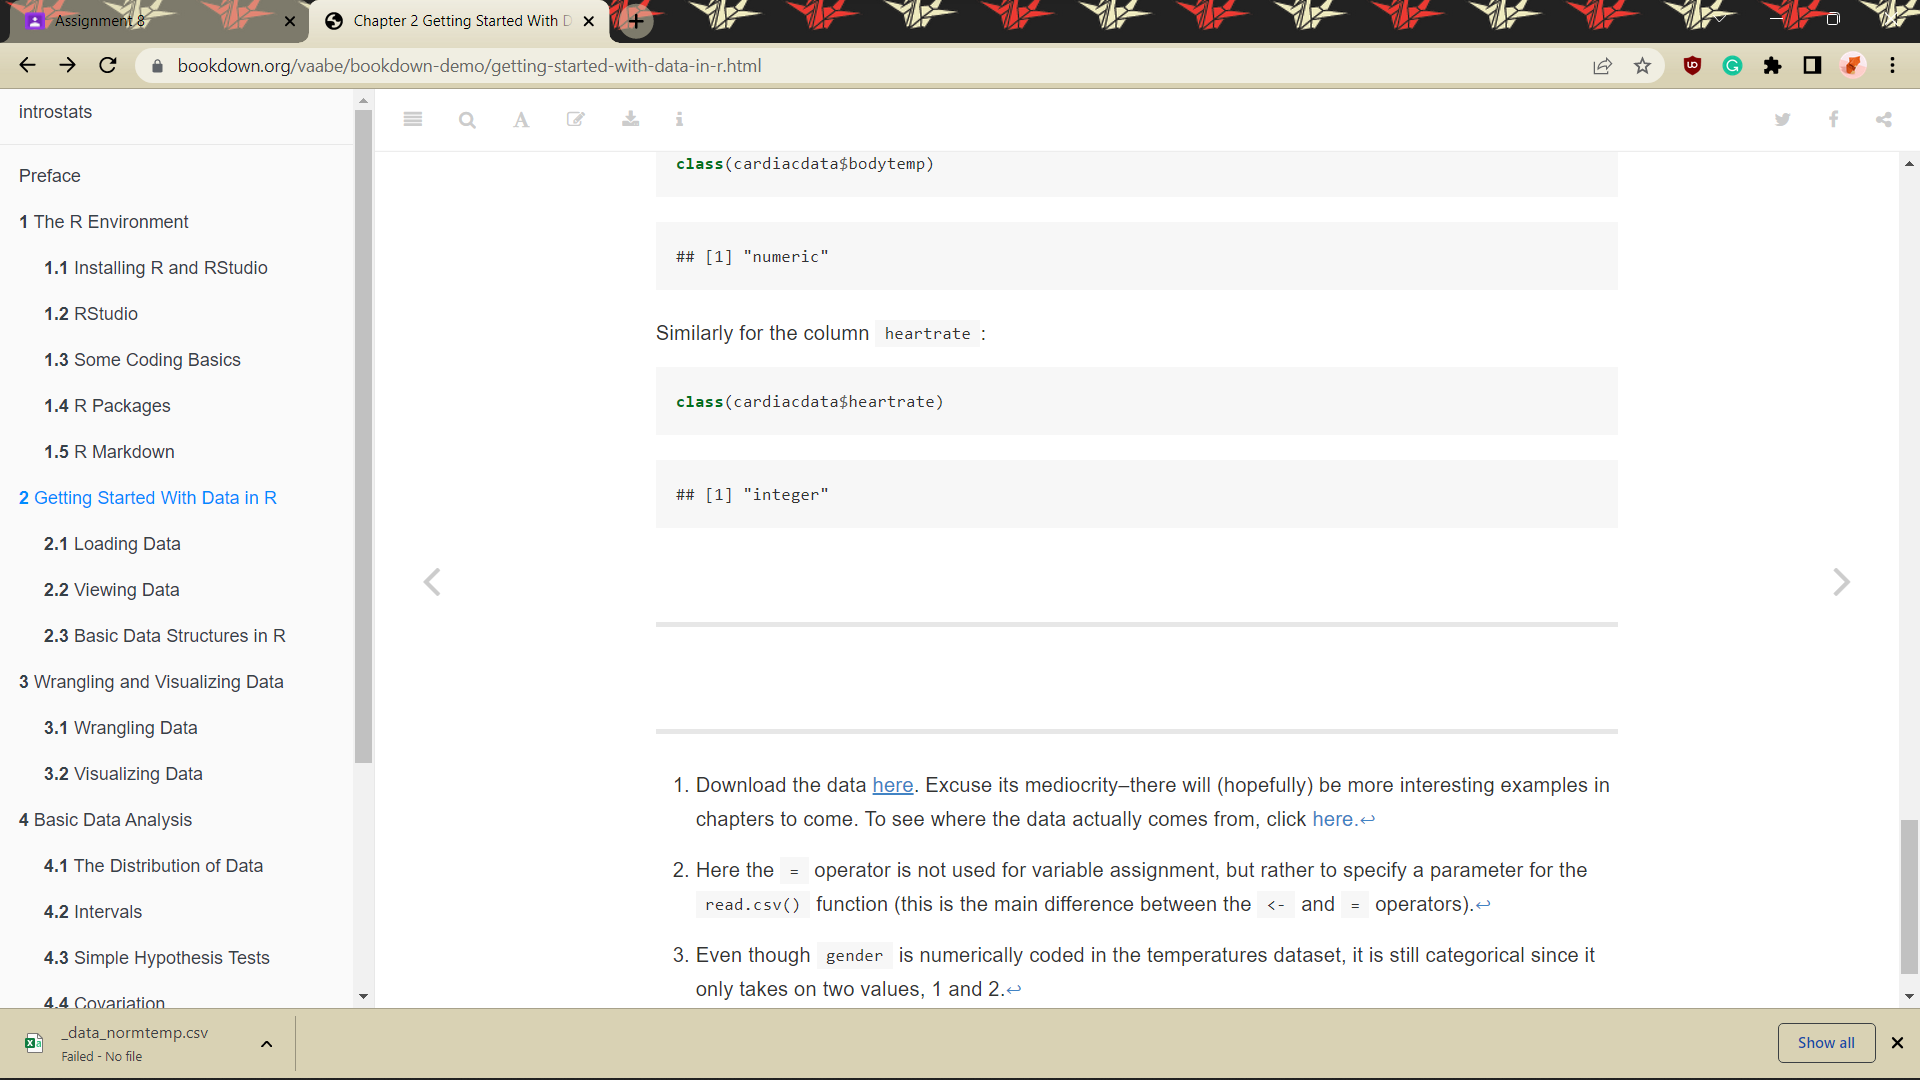 Assignment 8
Chapter 2 Getting Started With D
bookdown.org/vaabe/bookdown-demo/getting-started-with-data-in-r.html
introstats
Preface
1 The R Environment
1.1 Installing R and RStudio
1.2 RStudio
1.3 Some Coding Basics
1.4 R Packages
1.5 R Markdown
2 Getting Started With Data in R
2.1 Loading Data
2.2 Viewing Data
2.3 Basic Data Structures in R
3 Wrangling and Visualizing Data
3.1 Wrangling Data
3.2 Visualizing Data
4 Basic Data Analysis
4.1 The Distribution of Data
4.2 Intervals
4.3 Simple Hypothesis Tests
4.4 Covariation
class(cardiacdata$bodytemp)
## [1] "numeric"
Similarly for the column heartrate :
class(cardiacdata$heartrate)
## [1] "integer"
1. Download the data here. Excuse its mediocrity–there will (hopefully) be more interesting examples in
chapters to come. To see where the data actually comes from, click here.↩
2. Here the = operator is not used for variable assignment, but rather to specify a parameter for the
read.csv() function (this is the main difference between the <- and = operators).↩
3. Even though gender is numerically coded in the temperatures dataset, it is still categorical since it
only takes on two values, 1 and 2.↩
_data_normtemp.csv
Failed - No file
Show all